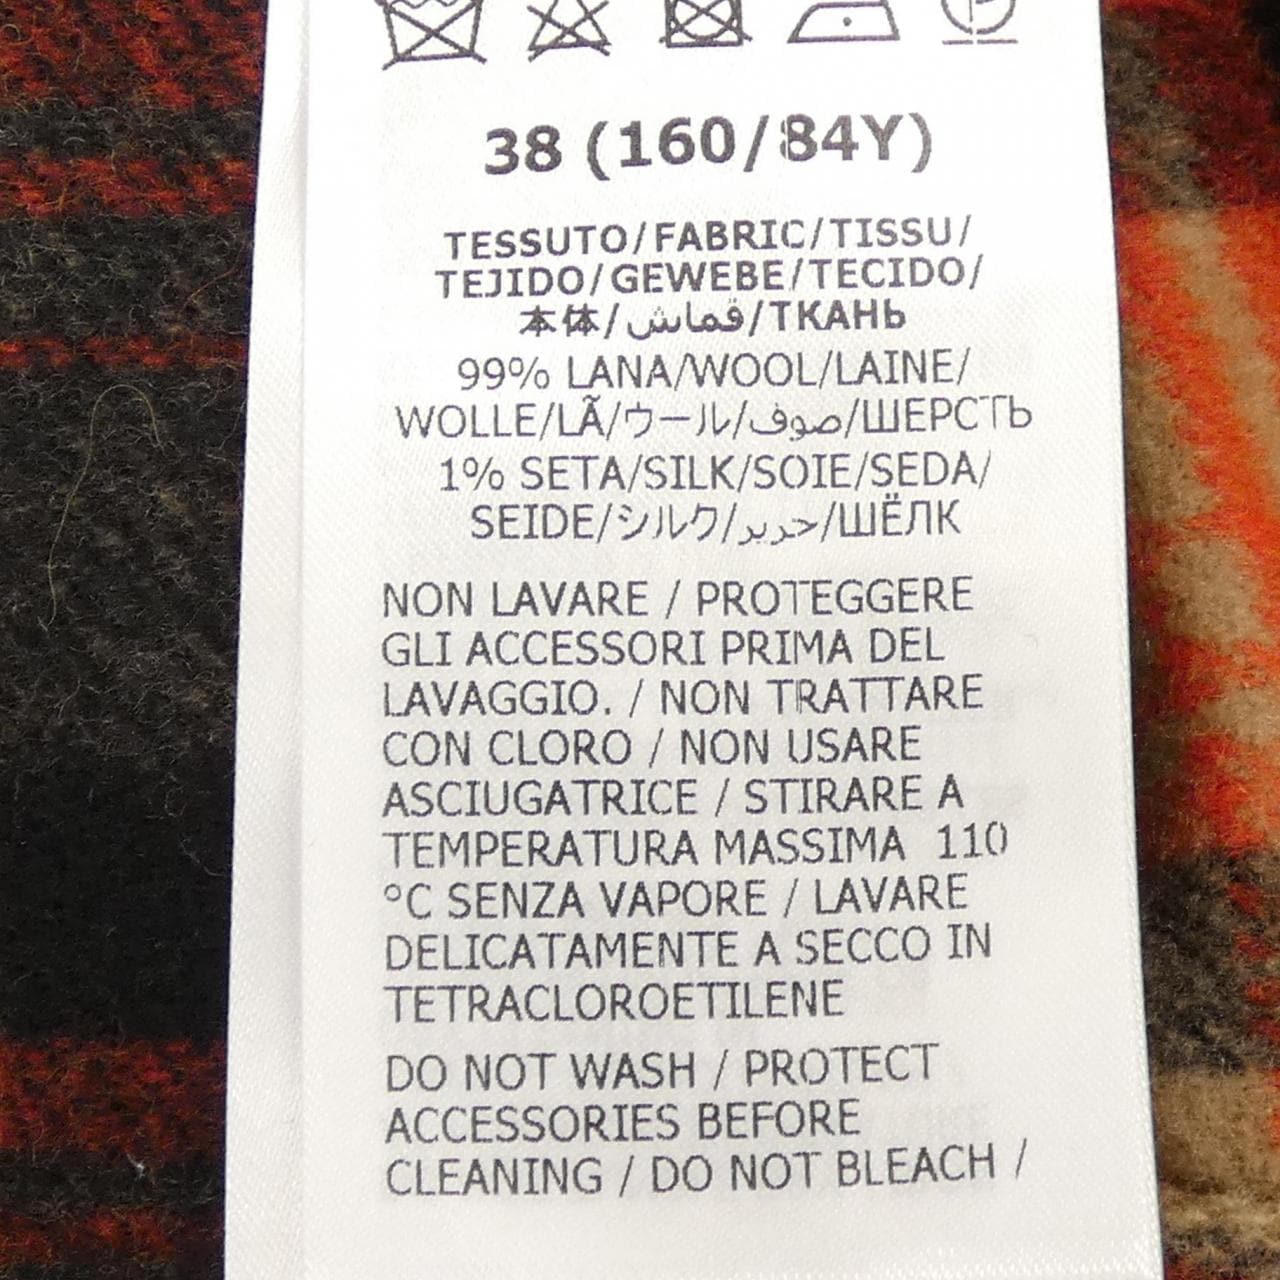 38 (160/84Y)
TESSUTO/FABRIC/TISSU/
TEJIDO/GEWEBE/TECIDO/
本体/قماش/ТКАНЬ
99% LANA/WOOL/LAINE/
WOLLE/LÃ/ウール/صوف/ШЕРСТЬ
1% SETA/SILK/SOIE/SEDA/
SEIDE/シルク/حرير/ШЁЛК
NON LAVARE / PROTEGGERE
GLI ACCESSORI PRIMA DEL
LAVAGGIO. / NON TRATTARE
CON CLORO / NON USARE
ASCIUGATRICE / STIRARE A
TEMPERATURA MASSIMA 110
°C SENZA VAPORE / LAVARE
DELICATAMENTE A SECCO IN
TETRACLOROETILENE
DO NOT WASH / PROTECT
ACCESSORIES BEFORE
CLEANING / DO NOT BLEACH /